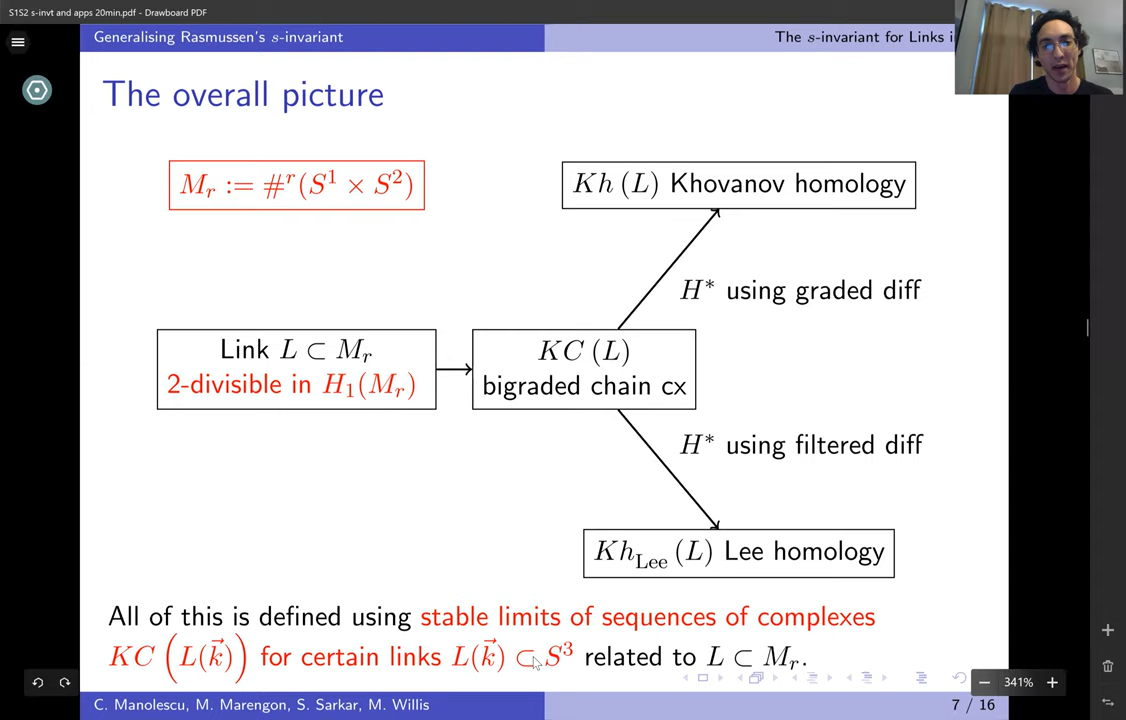 S1S2 s-invt and apps 20min.pdf - Drawboard PDF
Generalising Rasmussen's s-invariant
The s-invariant for Links i
The overall picture
M_r := #^r(S^1 × S^2)
Kh (L) Khovanov homology
H* using graded diff
Link L ⊂ M_r
2-divisible in H_1(M_r)
KC (L)
bigraded chain cx
H* using filtered diff
Kh_Lee (L) Lee homology
All of this is defined using stable limits of sequences of complexes
KC (L(k⃗)) for certain links L(k⃗) ⊂ S^3 related to L ⊂ M_r.
341%
C. Manolescu, M. Marengon, S. Sarkar, M. Willis
7 / 16